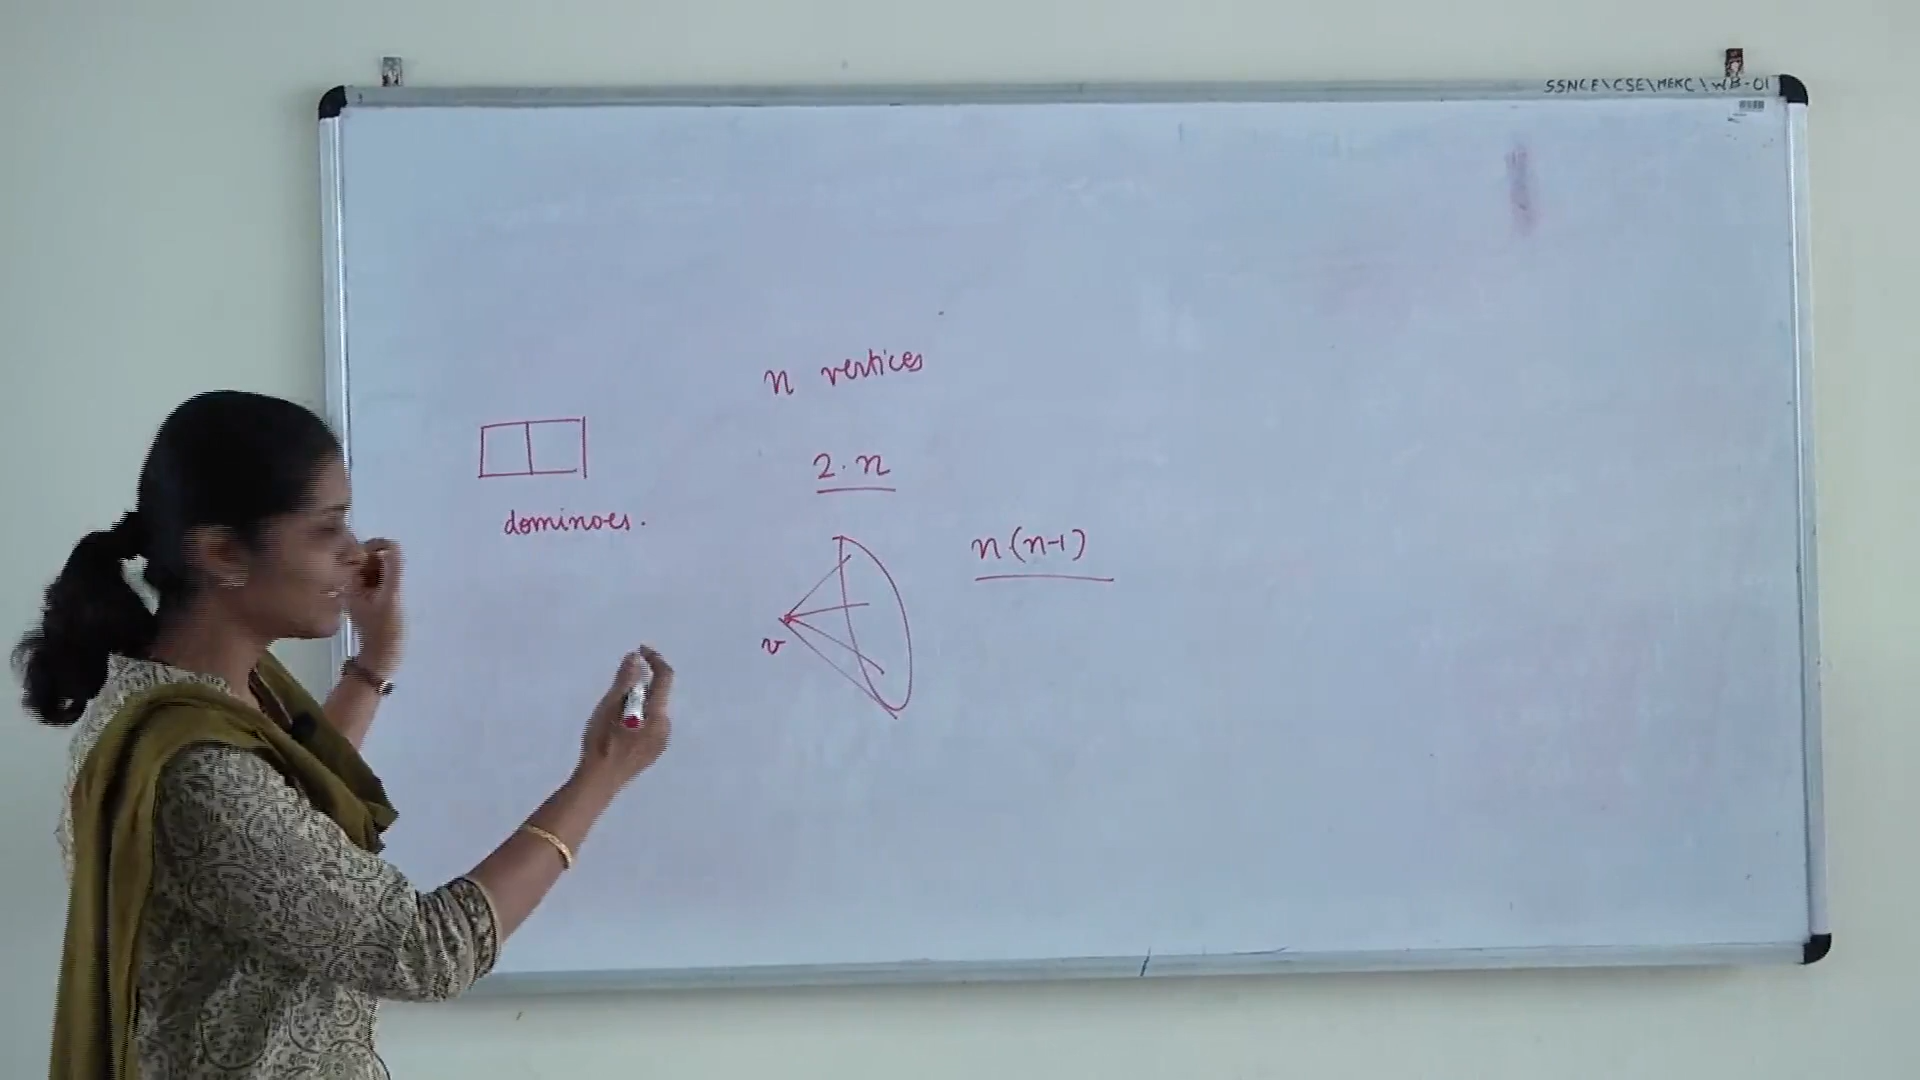 SSNCE\CSE\MEKC\WB-01
n vertices
2.n
dominoes.
n.(n-1)
v